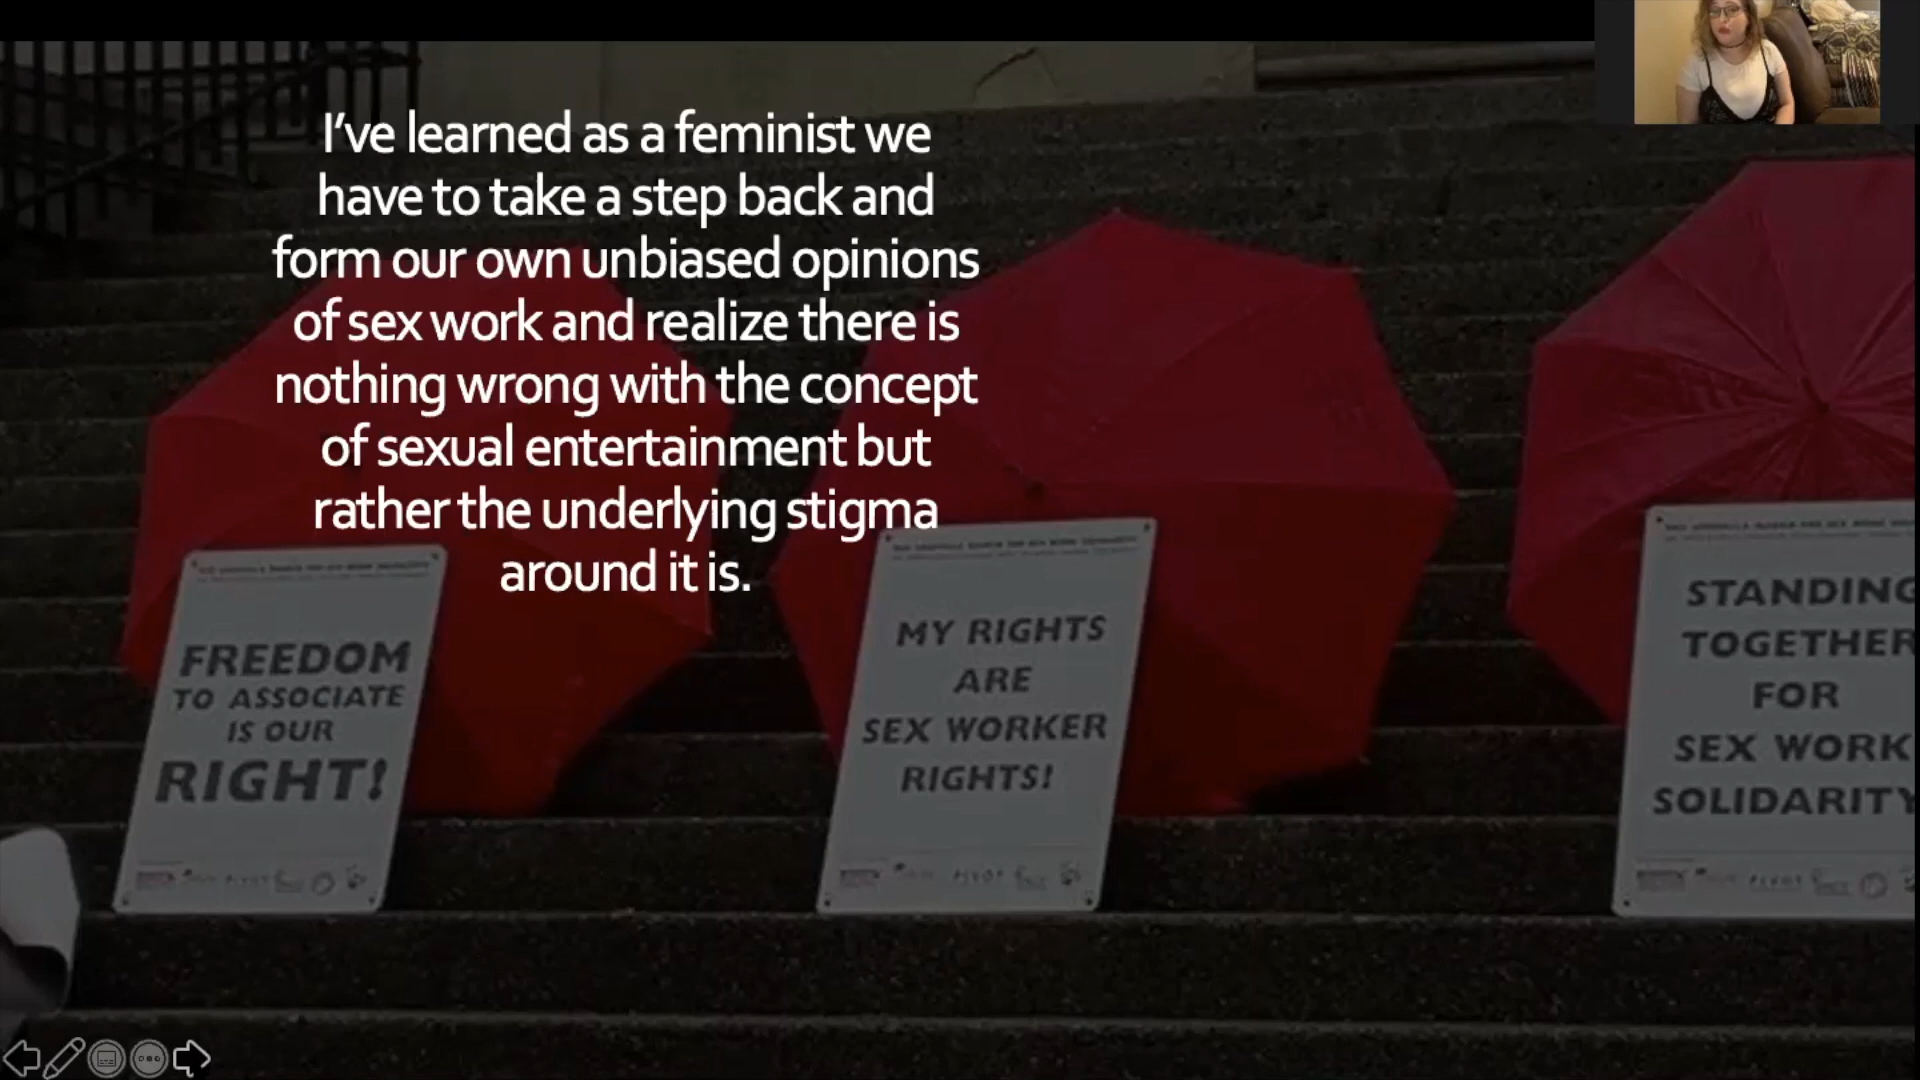 I've learned as a feminist we
have to take a step back and
form our own unbiased opinions
of sex work and realize there is
nothing wrong with the concept
of sexual entertainment but
rather the underlying stigma
around it is.
FREEDOM
TO ASSOCIATE
IS OUR
RIGHT!
MY RIGHTS
ARE
SEX WORKER
RIGHTS!
STANDING
TOGETHER
FOR
SEX WORK
SOLIDARITY